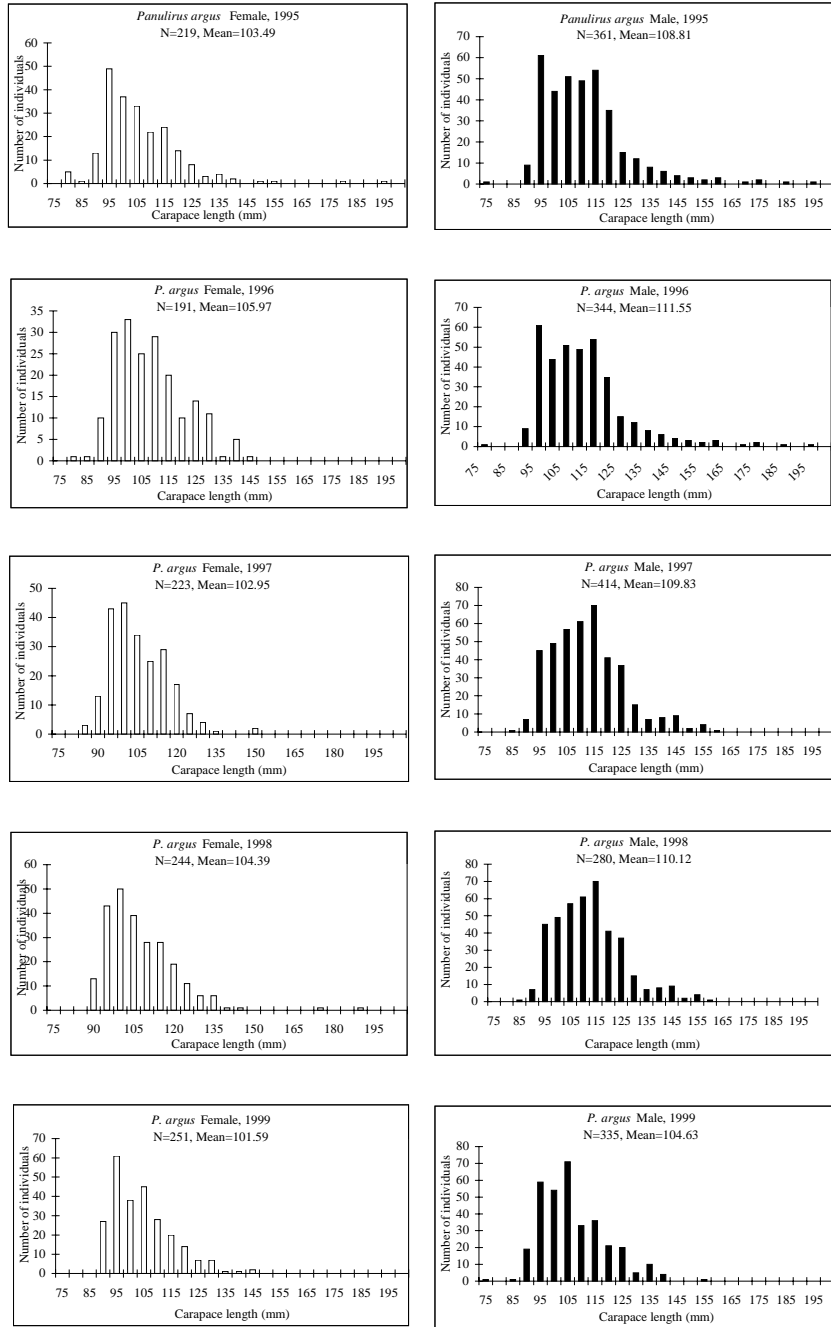 Panulirus argus Female, 1995
N=219, Mean=103.49
Number of individuals
60
50
40
30
20
10
0
75 85 95 105 115 125 135 145 155 165 175 185 195
Carapace length (mm)
Panulirus argus Male, 1995
N=361, Mean=108.81
Number of individuals
70
60
50
40
30
20
10
0
75 85 95 105 115 125 135 145 155 165 175 185 195
Carapace length (mm)
P. argus Female, 1996
N=191, Mean=105.97
Number of individuals
35
30
25
20
15
10
5
0
75 85 95 105 115 125 135 145 155 165 175 185 195
Carapace length (mm)
P. argus Male, 1996
N=344, Mean=111.55
Number of individuals
70
60
50
40
30
20
10
0
75 85 95 105 115 125 135 145 155 165 175 185 195
Carapace length (mm)
P. argus Female, 1997
N=223, Mean=102.95
Number of individuals
50
40
30
20
10
0
75 90 100 110 120 130 150 160 180 195
Carapace length (mm)
P. argus Male, 1997
N=414, Mean=109.83
Number of individuals
80
70
60
50
40
30
20
10
0
75 85 95 105 115 125 135 145 155 165 175 185 195
Carapace length (mm)
P. argus Female, 1998
N=244, Mean=104.39
Number of individuals
60
50
40
30
20
10
0
75 90 105 120 135 150 165 180 195
Carapace length (mm)
P. argus Male, 1998
N=280, Mean=110.12
Number of individuals
80
70
60
50
40
30
20
10
0
75 85 95 105 115 125 135 145 155 165 175 185 195
Carapace length (mm)
P. argus Female, 1999
N=251, Mean=101.59
Number of individuals
70
60
50
40
30
20
10
0
75 85 95 105 115 125 135 145 155 165 175 185 195
Carapace length (mm)
P. argus Male, 1999
N=335, Mean=104.63
Number of individuals
80
70
60
50
40
30
20
10
0
75 85 95 105 115 125 135 145 155 165 175 185 195
Carapace length (mm)